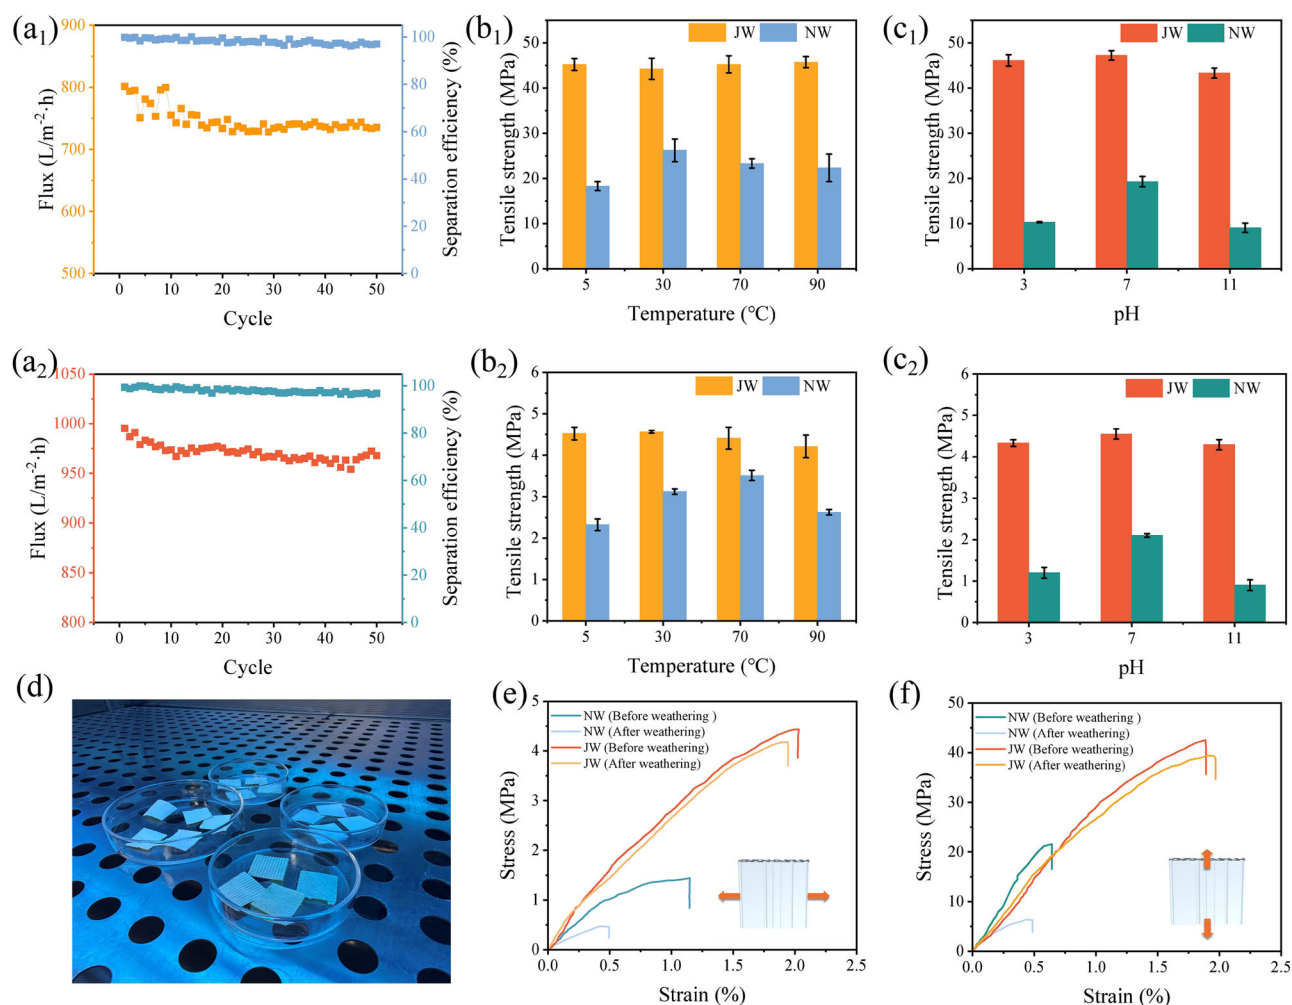 (a1)
900
800
700
600
500
Flux (L/m-2·h)
100
80
60
40
20
0
Separation efficiency (%)
0 10 20 30 40 50
Cycle
(b1)
JW NW
50
40
30
20
10
0
Tensile strength (MPa)
5 30 70 90
Temperature (°C)
(c1)
JW NW
50
40
30
20
10
0
Tensile strength (MPa)
3 7 11
pH
(a2)
1050
1000
950
900
850
800
Flux (L/m-2·h)
100
80
60
40
20
0
Separation efficiency (%)
0 10 20 30 40 50
Cycle
(b2)
JW NW
6
5
4
3
2
1
0
Tensile strength (MPa)
5 30 70 90
Temperature (°C)
(c2)
JW NW
6
5
4
3
2
1
0
Tensile strength (MPa)
3 7 11
pH
(d)
(e)
NW (Before weathering )
NW (After weathering)
JW (Before weathering)
JW (After weathering)
5
4
3
2
1
0
Stress (MPa)
0.0 0.5 1.0 1.5 2.0 2.5
Strain (%)
(f)
NW (Before weathering )
NW (After weathering)
JW (Before weathering)
JW (After weathering)
50
40
30
20
10
0
Stress (MPa)
0.0 0.5 1.0 1.5 2.0 2.5
Strain (%)